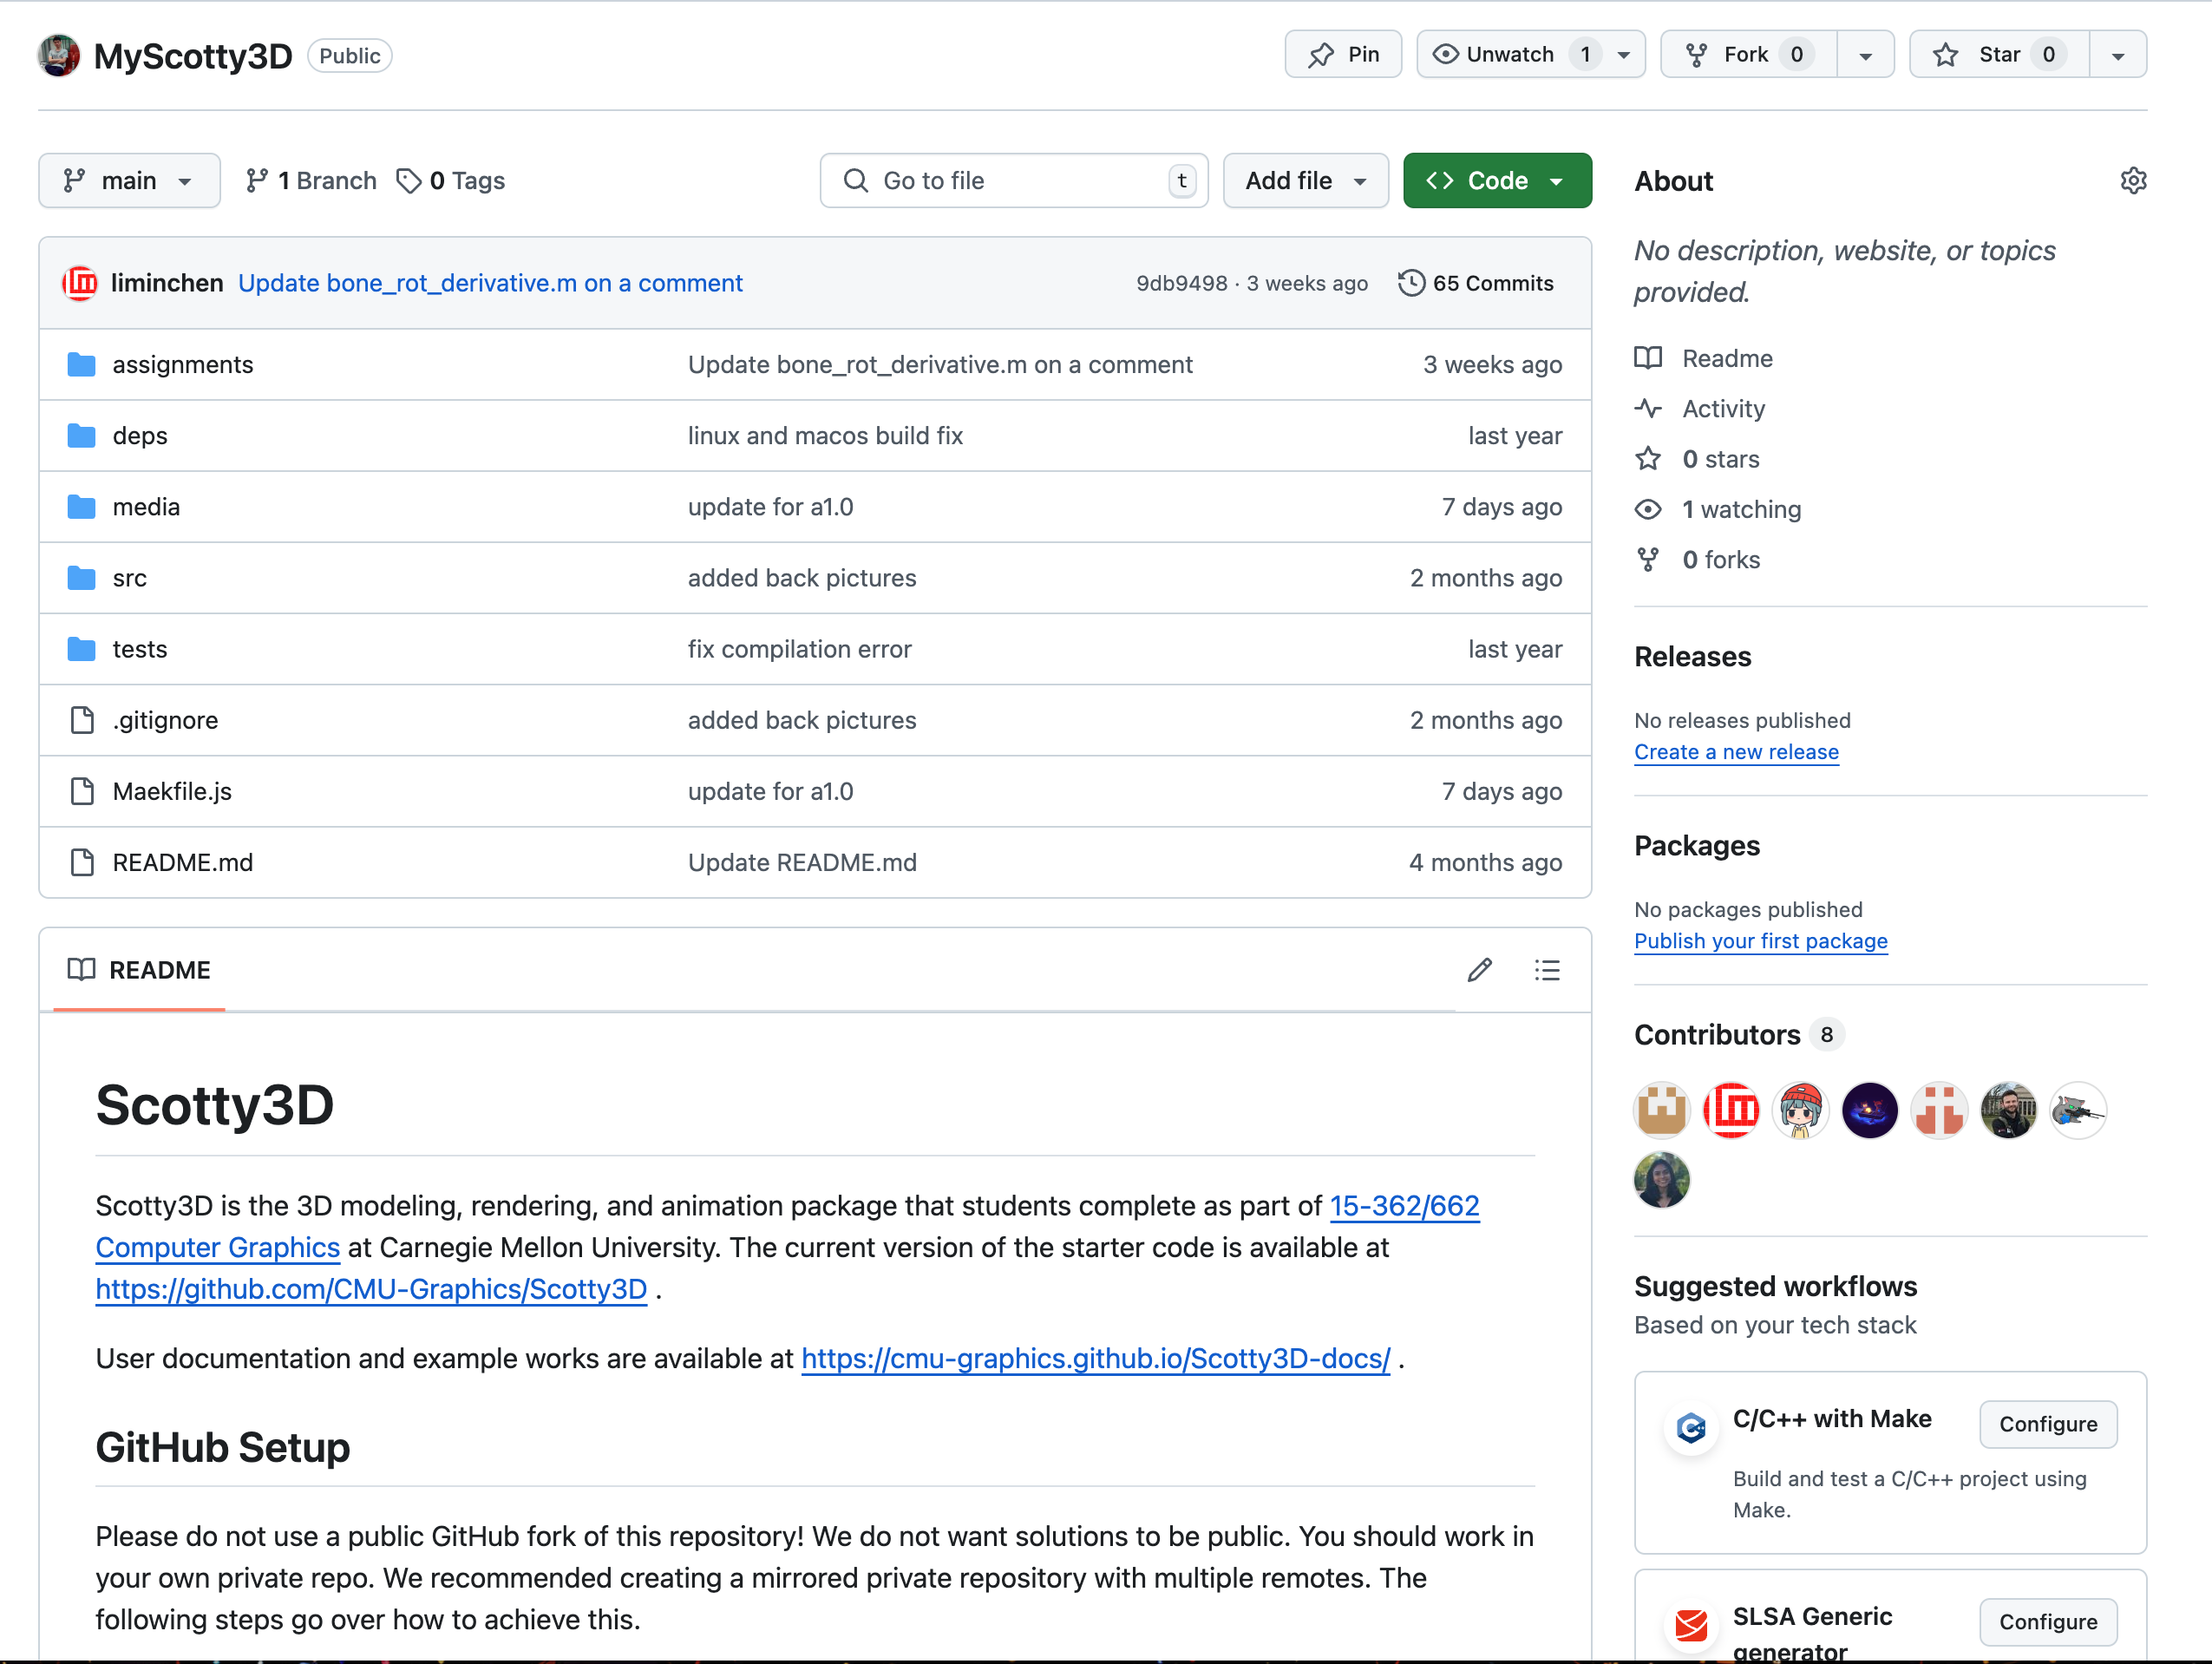 MyScotty3D Public Pin Unwatch 1 Fork 0 Star 0
main 1 Branch 0 Tags Go to file t Add file Code
liminchen Update bone_rot_derivative.m on a comment 9db9498 · 3 weeks ago 65 Commits
assignments Update bone_rot_derivative.m on a comment 3 weeks ago
deps linux and macos build fix last year
media update for a1.0 7 days ago
src added back pictures 2 months ago
tests fix compilation error last year
.gitignore added back pictures 2 months ago
Maekfile.js update for a1.0 7 days ago
README.md Update README.md 4 months ago
README
Scotty3D
Scotty3D is the 3D modeling, rendering, and animation package that students complete as part of 15-362/662
Computer Graphics at Carnegie Mellon University. The current version of the starter code is available at
https://github.com/CMU-Graphics/Scotty3D .
User documentation and example works are available at https://cmu-graphics.github.io/Scotty3D-docs/ .
GitHub Setup
Please do not use a public GitHub fork of this repository! We do not want solutions to be public. You should work in
your own private repo. We recommended creating a mirrored private repository with multiple remotes. The
following steps go over how to achieve this.
About
No description, website, or topics
provided.
Readme
Activity
0 stars
1 watching
0 forks
Releases
No releases published
Create a new release
Packages
No packages published
Publish your first package
Contributors 8
Suggested workflows
Based on your tech stack
C/C++ with Make Configure
Build and test a C/C++ project using
Make.
SLSA Generic Configure
generator